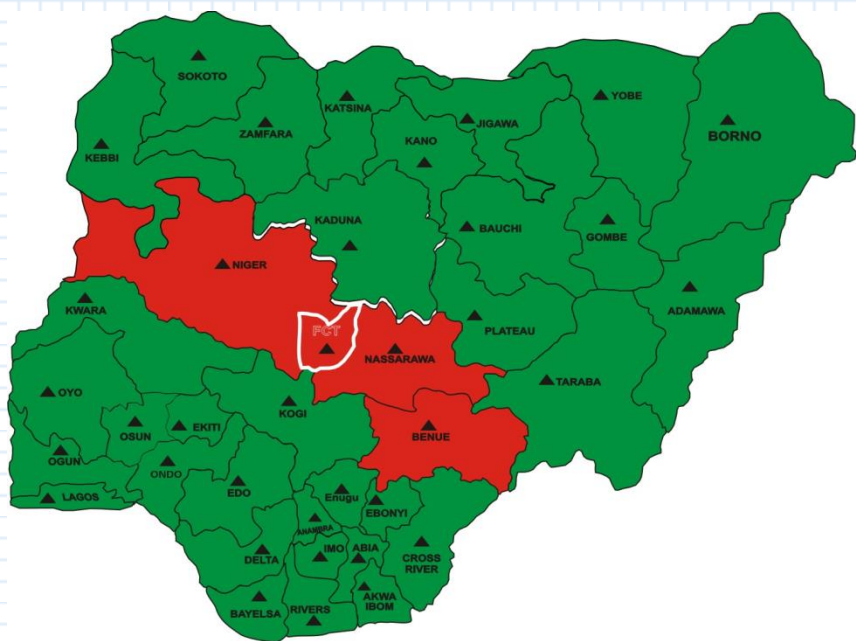 SOKOTO
KATSINA
YOBE
ZAMFARA
JIGAWA
BORNO
KANO
KEBBI
KADUNA
BAUCHI
GOMBE
NIGER
ADAMAWA
KWARA
PLATEAU
FCT
NASSARAWA
TARABA
OYO
KOGI
OSUN
EKITI
BENUE
OGUN
ONDO
EDO
LAGOS
Enugu
EBONYI
ANAMBRA
DELTA
IMO
ABIA
CROSS
RIVER
AKWA
IBOM
BAYELSA
RIVERS